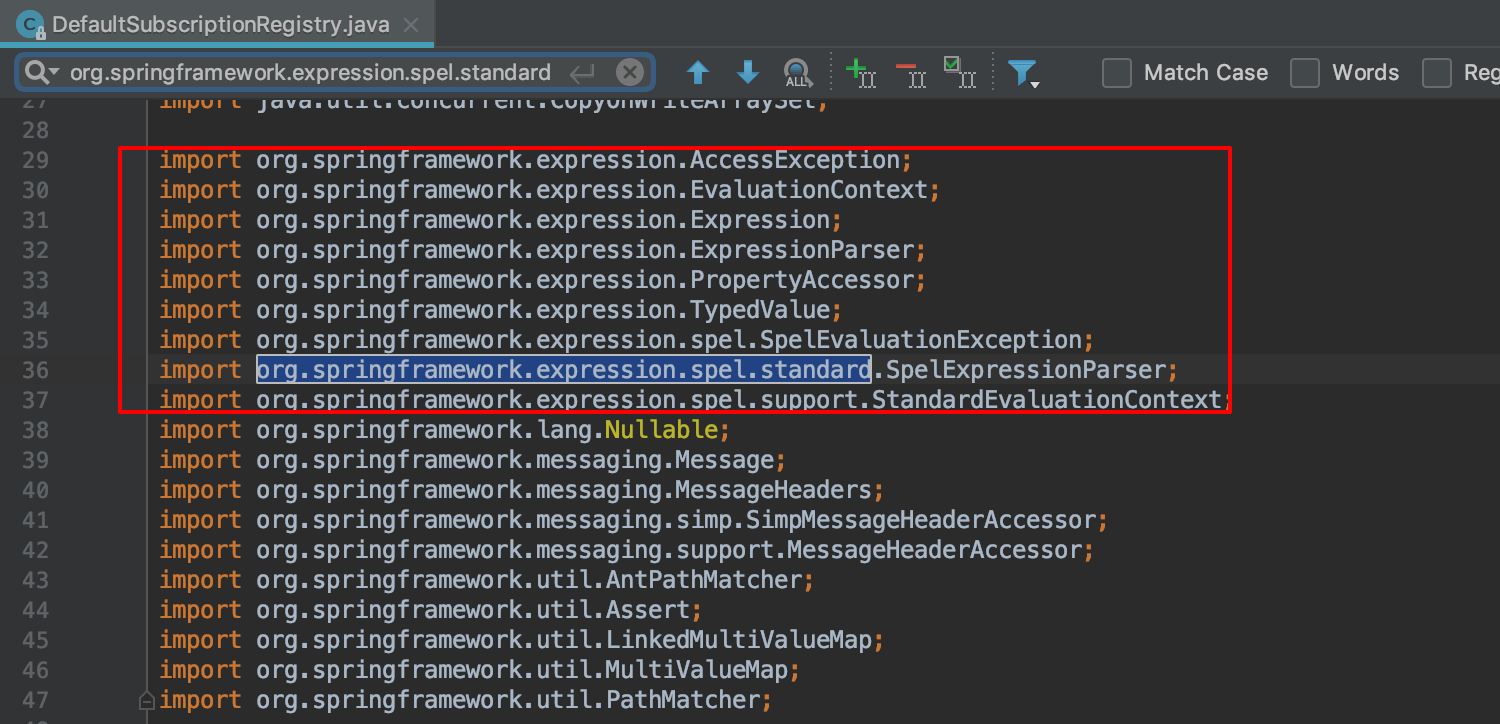 DefaultSubscriptionRegistry.java
org.springframework.expression.spel.standard ALL Match Case Words Reg
27 import java.util.concurrent.CopyOnWriteArraySet;
28
29 import org.springframework.expression.AccessException;
30 import org.springframework.expression.EvaluationContext;
31 import org.springframework.expression.Expression;
32 import org.springframework.expression.ExpressionParser;
33 import org.springframework.expression.PropertyAccessor;
34 import org.springframework.expression.TypedValue;
35 import org.springframework.expression.spel.SpelEvaluationException;
36 import org.springframework.expression.spel.standard.SpelExpressionParser;
37 import org.springframework.expression.spel.support.StandardEvaluationContext;
38 import org.springframework.lang.Nullable;
39 import org.springframework.messaging.Message;
40 import org.springframework.messaging.MessageHeaders;
41 import org.springframework.messaging.simp.SimpMessageHeaderAccessor;
42 import org.springframework.messaging.support.MessageHeaderAccessor;
43 import org.springframework.util.AntPathMatcher;
44 import org.springframework.util.Assert;
45 import org.springframework.util.LinkedMultiValueMap;
46 import org.springframework.util.MultiValueMap;
47 import org.springframework.util.PathMatcher;